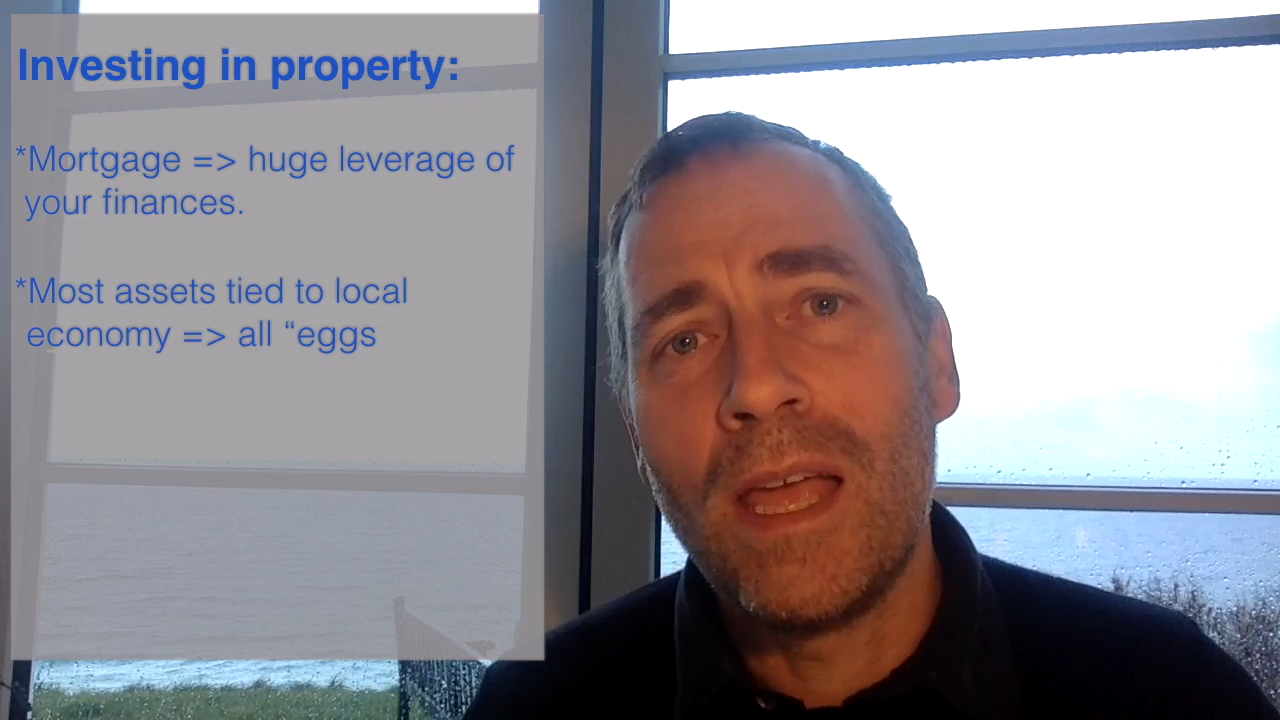 Investing in property:
*Mortgage => huge leverage of
your finances.
*Most assets tied to local
economy => all “eggs